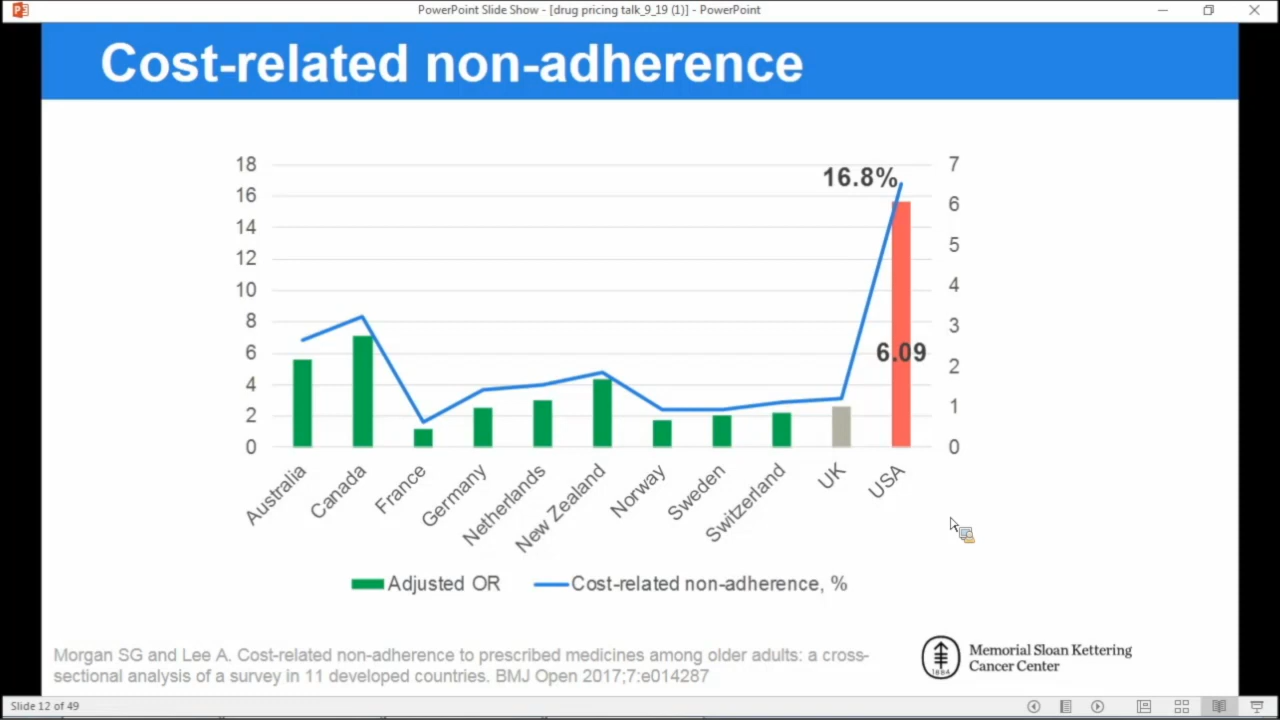 PowerPoint Slide Show - [drug pricing talk_9_19 (1)] - PowerPoint
Cost-related non-adherence
18
16
14
12
10
8
6
4
2
0
7
6
5
4
3
2
1
0
16.8%
6.09
Australia
Canada
France
Germany
Netherlands
New Zealand
Norway
Sweden
Switzerland
UK
USA
Adjusted OR
Cost-related non-adherence, %
Morgan SG and Lee A. Cost-related non-adherence to prescribed medicines among older adults: a cross-
sectional analysis of a survey in 11 developed countries. BMJ Open 2017;7:e014287
1884
Memorial Sloan Kettering
Cancer Center
Slide 12 of 49